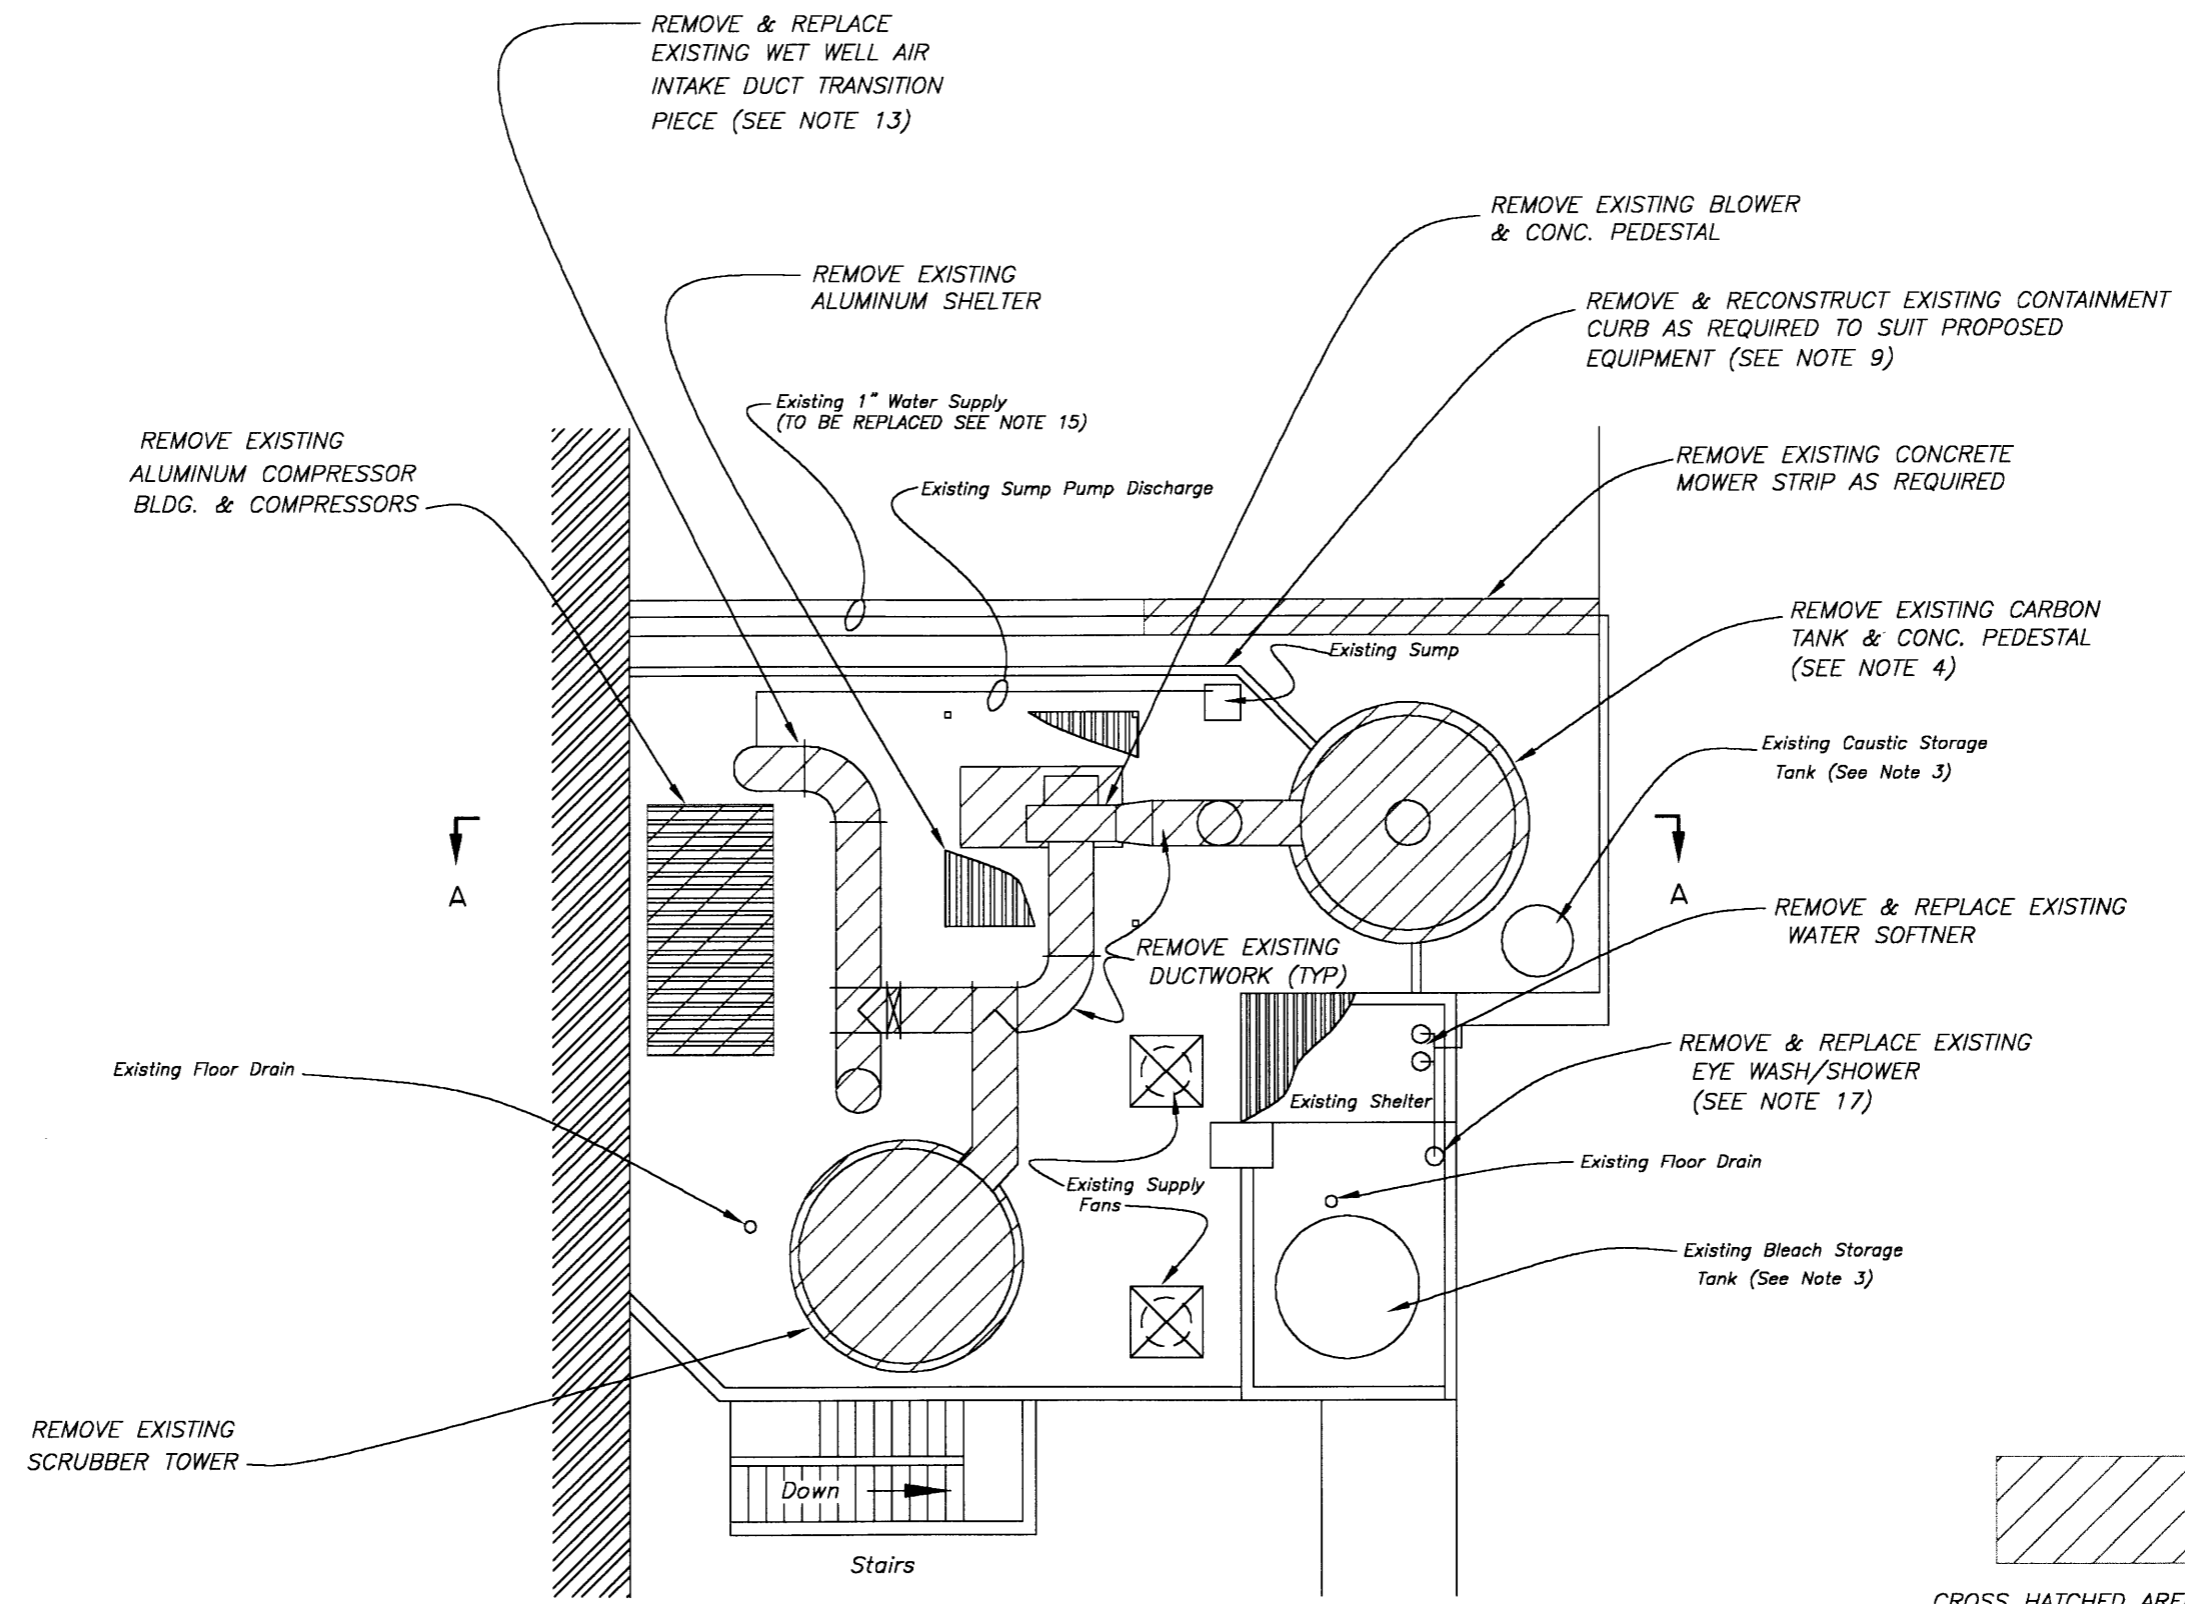 REMOVE & REPLACE
EXISTING WET WELL AIR
INTAKE DUCT TRANSITION
PIECE (SEE NOTE 13)
REMOVE EXISTING BLOWER
& CONC. PEDESTAL
REMOVE EXISTING
ALUMINUM SHELTER
REMOVE & RECONSTRUCT EXISTING CONTAINMENT
CURB AS REQUIRED TO SUIT PROPOSED
EQUIPMENT (SEE NOTE 9)
Existing 1" Water Supply
(TO BE REPLACED SEE NOTE 15)
REMOVE EXISTING
ALUMINUM COMPRESSOR
BLDG. & COMPRESSORS
Existing Sump Pump Discharge
REMOVE EXISTING CONCRETE
MOWER STRIP AS REQUIRED
REMOVE EXISTING CARBON
TANK & CONC. PEDESTAL
(SEE NOTE 4)
Existing Sump
Existing Caustic Storage
Tank (See Note 3)
A
A
REMOVE & REPLACE EXISTING
WATER SOFTNER
REMOVE EXISTING
DUCTWORK (TYP)
REMOVE & REPLACE EXISTING
EYE WASH/SHOWER
(SEE NOTE 17)
Existing Floor Drain
Existing Shelter
Existing Floor Drain
Existing Supply
Fans
Existing Bleach Storage
Tank (See Note 3)
REMOVE EXISTING
SCRUBBER TOWER
Down
Stairs
CROSS HATCHED